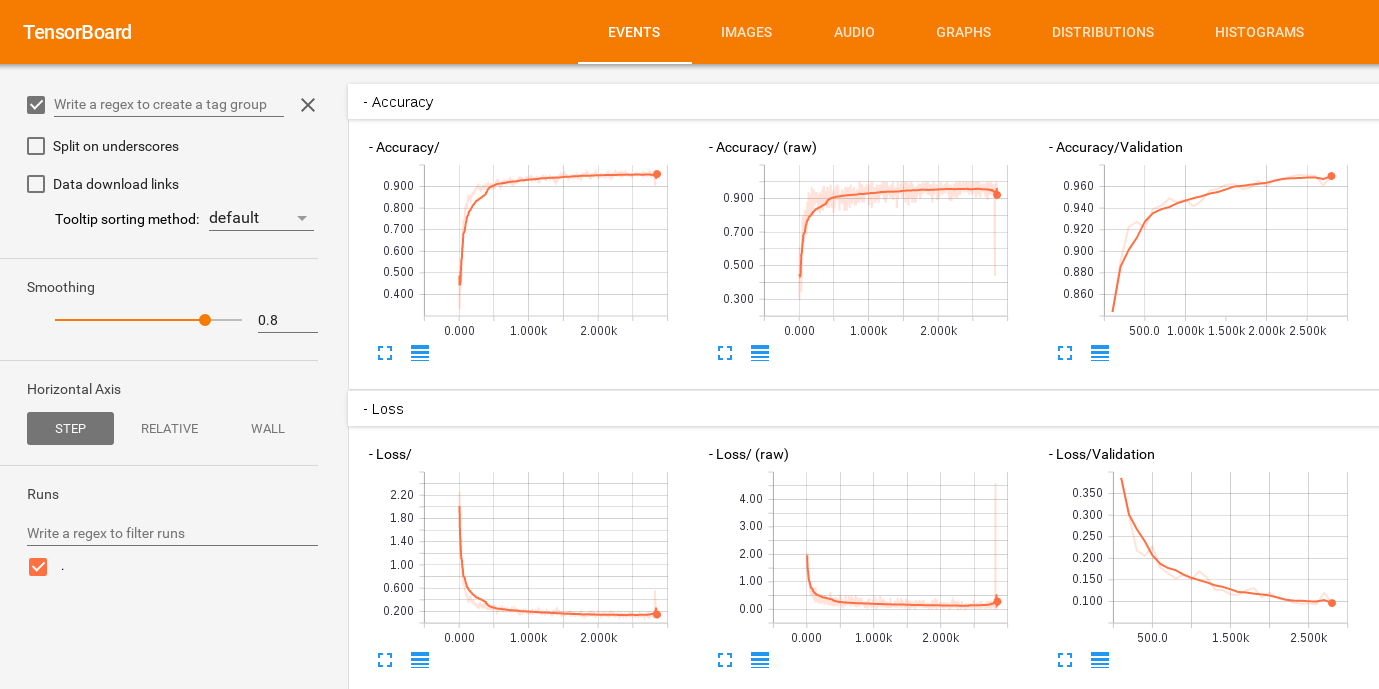 TensorBoard EVENTS IMAGES AUDIO GRAPHS DISTRIBUTIONS HISTOGRAMS
Write a regex to create a tag group
Split on underscores
Data download links
Tooltip sorting method: default
Smoothing
0.8
Horizontal Axis
STEP RELATIVE WALL
Runs
Write a regex to filter runs
.
- Accuracy
- Accuracy/
0.900
0.800
0.700
0.600
0.500
0.400
0.000 1.000k 2.000k
- Accuracy/ (raw)
0.900
0.700
0.500
0.300
0.000 1.000k 2.000k
- Accuracy/Validation
0.960
0.940
0.920
0.900
0.880
0.860
500.0 1.000k 1.500k 2.000k 2.500k
- Loss
- Loss/
2.20
1.80
1.40
1.00
0.600
0.200
0.000 1.000k 2.000k
- Loss/ (raw)
4.00
3.00
2.00
1.00
0.00
0.000 1.000k 2.000k
- Loss/Validation
0.350
0.300
0.250
0.200
0.150
0.100
500.0 1.500k 2.500k